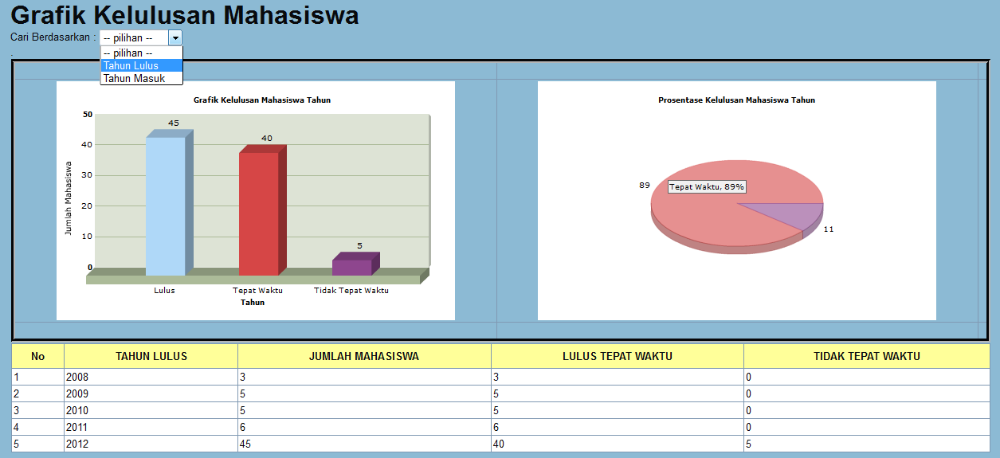 Grafik Kelulusan Mahasiswa
Cari Berdasarkan : -- pilihan --
-- pilihan --
Tahun Lulus
Tahun Masuk
Grafik Kelulusan Mahasiswa Tahun
50
40
30
20
10
0
Jumlah Mahasiswa
45
40
5
Lulus Tepat Waktu Tidak Tepat Waktu
Tahun
Prosentase Kelulusan Mahasiswa Tahun
89
Tepat Waktu, 89%
11
No TAHUN LULUS JUMLAH MAHASISWA LULUS TEPAT WAKTU TIDAK TEPAT WAKTU
1 2008 3 3 0
2 2009 5 5 0
3 2010 5 5 0
4 2011 6 6 0
5 2012 45 40 5